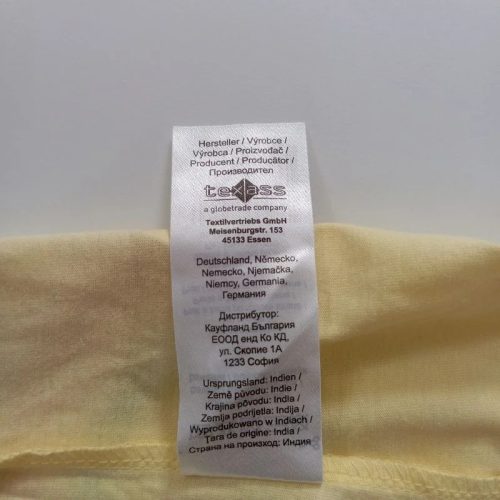 Hersteller / Výrobce /
Výrobca / Proizvođač /
Producent / Producător /
Производител
texass
a globetrade company
Textilvertriebs GmbH
Meisenburgstr. 153
45133 Essen
Deutschland, Německo,
Nemecko, Njemačka,
Niemcy, Germania,
Германия
Дистрибутор:
Кауфланд България
ЕООД енд Ко КД,
ул. Скопие 1А
1233 София
Ursprungsland: Indien /
Země původu: Indie /
Krajina pôvodu: India /
Zemlja podrijetla: Indija /
Wyprodukowano w Indiach /
Țara de origine: India /
Страна на произход: Индия